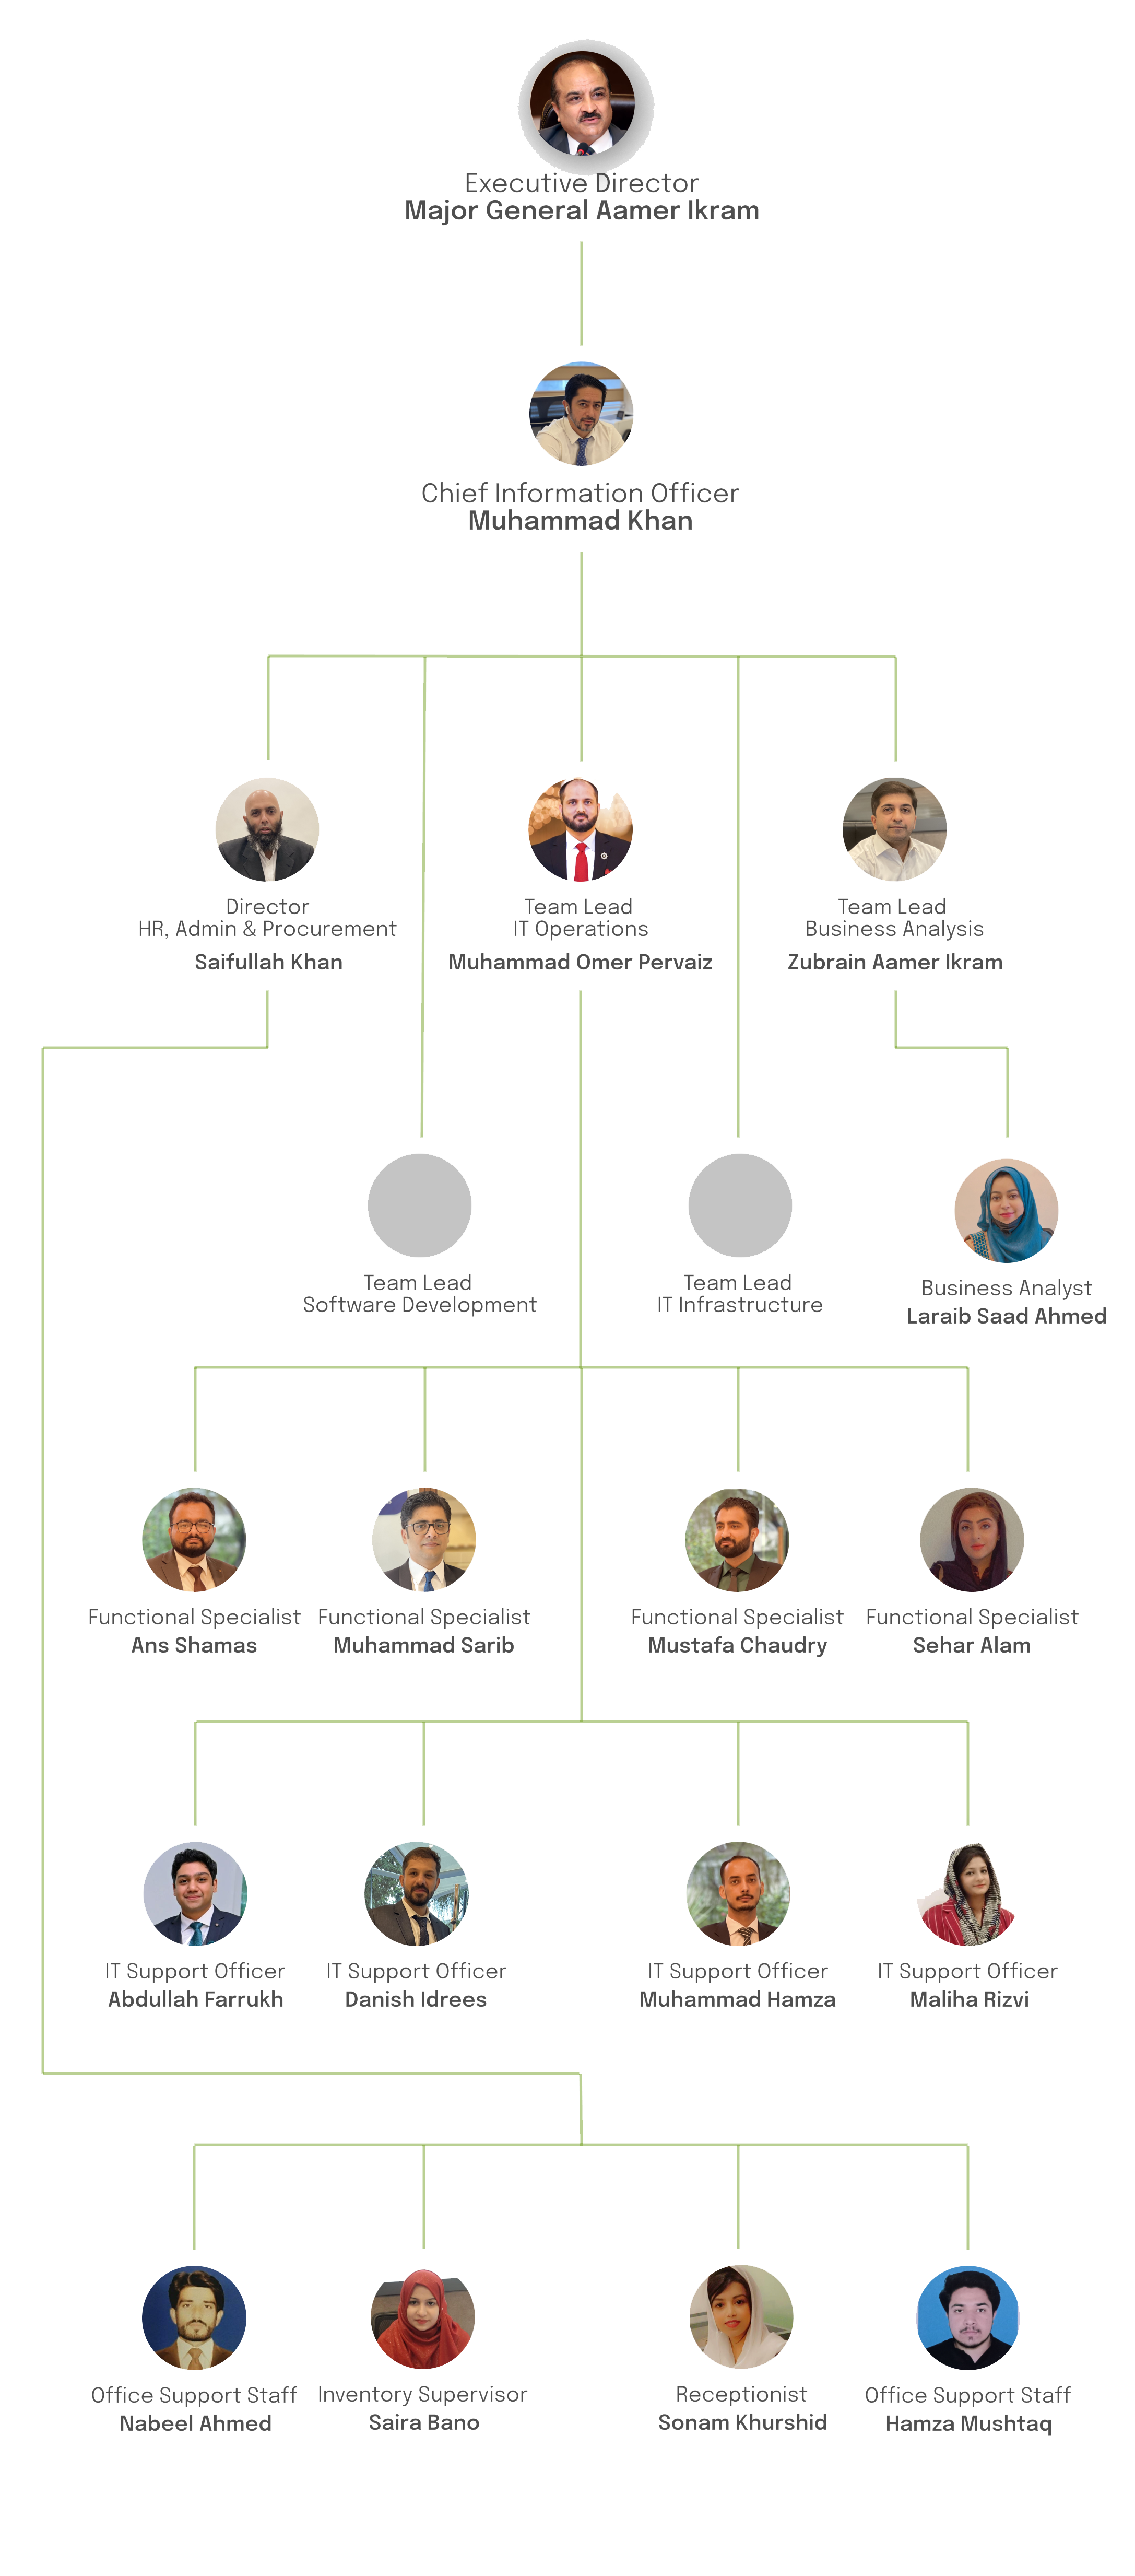 Executive Director
Major General Aamer Ikram
Chief Information Officer
Muhammad Khan
Director
HR, Admin & Procurement
Saifullah Khan
Team Lead
IT Operations
Muhammad Omer Pervaiz
Team Lead
Business Analysis
Zubrain Aamer Ikram
Team Lead
Software Development
Team Lead
IT Infrastructure
Business Analyst
Laraib Saad Ahmed
Functional Specialist
Ans Shamas
Functional Specialist
Muhammad Sarib
Functional Specialist
Mustafa Chaudry
Functional Specialist
Sehar Alam
IT Support Officer
Abdullah Farrukh
IT Support Officer
Danish Idrees
IT Support Officer
Muhammad Hamza
IT Support Officer
Maliha Rizvi
Office Support Staff
Nabeel Ahmed
Inventory Supervisor
Saira Bano
Receptionist
Sonam Khurshid
Office Support Staff
Hamza Mushtaq